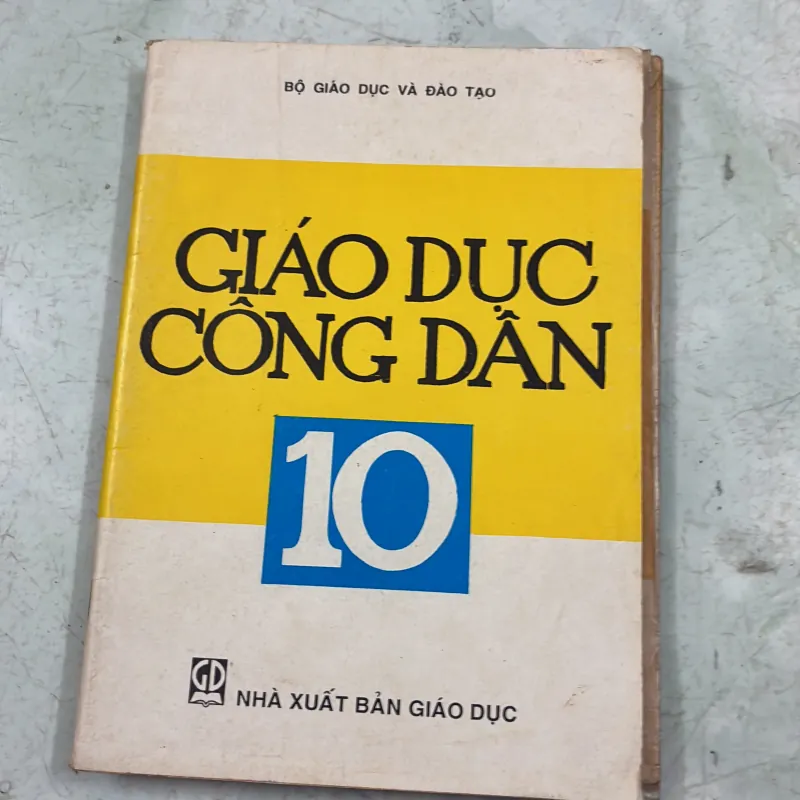 BỘ GIÁO DỤC VÀ ĐÀO TẠO
GIÁO DỤC
CÔNG DÂN
10
GD
NHÀ XUẤT BẢN GIÁO DỤC